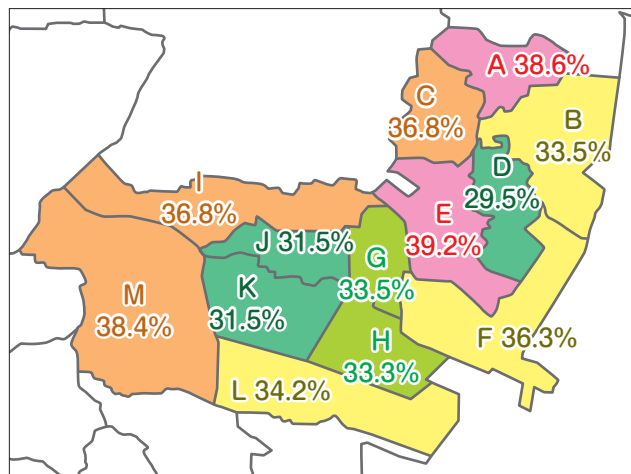 A 38.6%
C
36.8%
B
33.5%
D
29.5%
I
36.8%
E
39.2%
J 31.5%
G
33.5%
K
31.5%
M
38.4%
F 36.3%
H
33.3%
L 34.2%